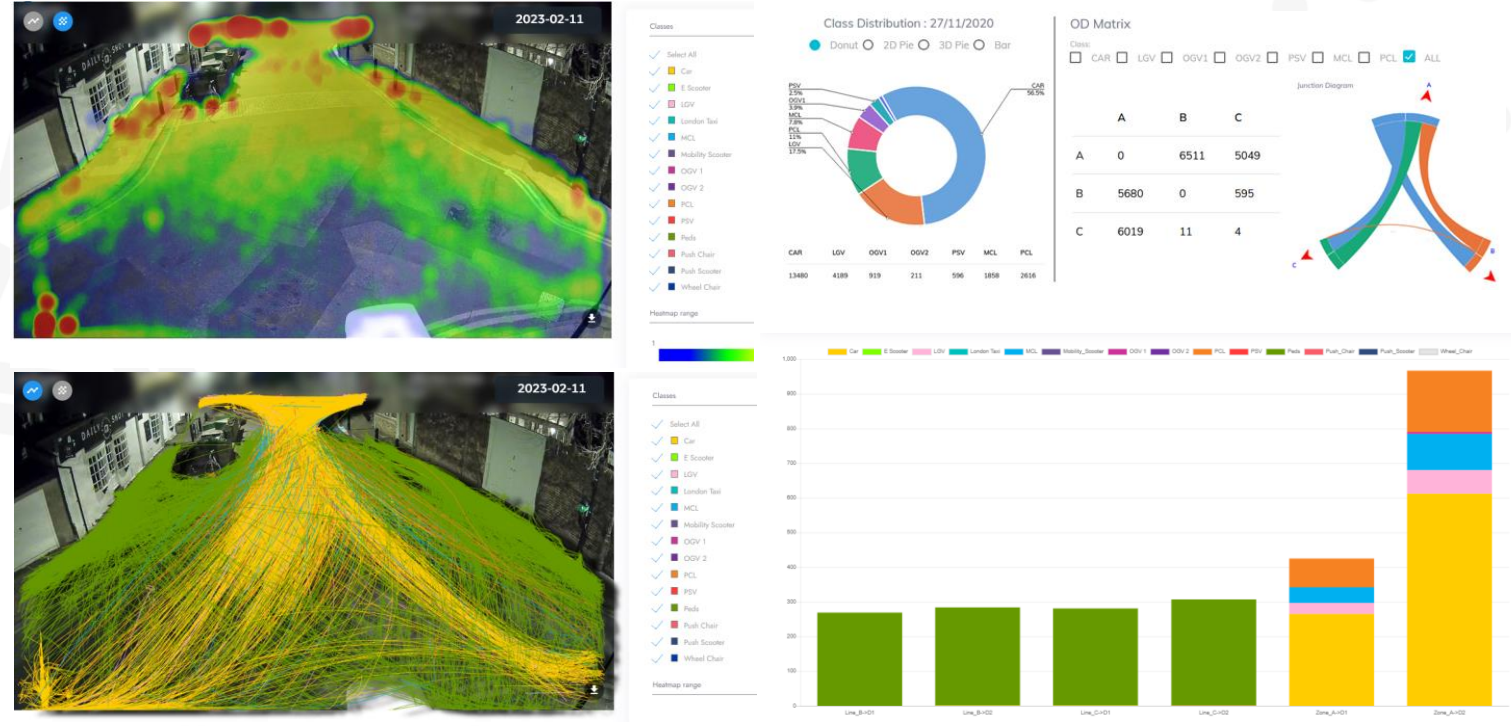 2023-02-11
DAILY
Classes
Select All
Car
E Scooter
LGV
London Taxi
MCL
Mobility Scooter
OGV 1
OGV 2
PCL
PSV
Peds
Push Chair
Push Scooter
Wheel Chair
Heatmap range
1
Class Distribution : 27/11/2020
Donut 2D Pie 3D Pie Bar
PSV
2.5%
OGV1
3.9%
MCL
7.8%
PCL
11%
LGV
17.5%
CAR
56.5%
CAR LGV OGV1 OGV2 PSV MCL PCL
13480 4189 919 211 596 1858 2616
OD Matrix
Class:
CAR LGV OGV1 OGV2 PSV MCL PCL ALL
Junction Diagram
A B C
A 0 6511 5049
B 5680 0 595
C 6019 11 4
A
B
C
2023-02-11
DAILY
Classes
Select All
Car
E Scooter
LGV
London Taxi
MCL
Mobility Scooter
OGV 1
OGV 2
PCL
PSV
Peds
Push Chair
Push Scooter
Wheel Chair
Heatmap range
Car E Scooter LGV London Taxi MCL Mobility_Scooter OGV 1 OGV 2 PCL PSV Peds Push_Chair Push_Scooter Wheel_Chair
1,000
900
800
700
600
500
400
300
200
100
0
Line_B->D1 Line_B->D2 Line_C->D1 Line_C->D2 Zone_A->D1 Zone_A->D2